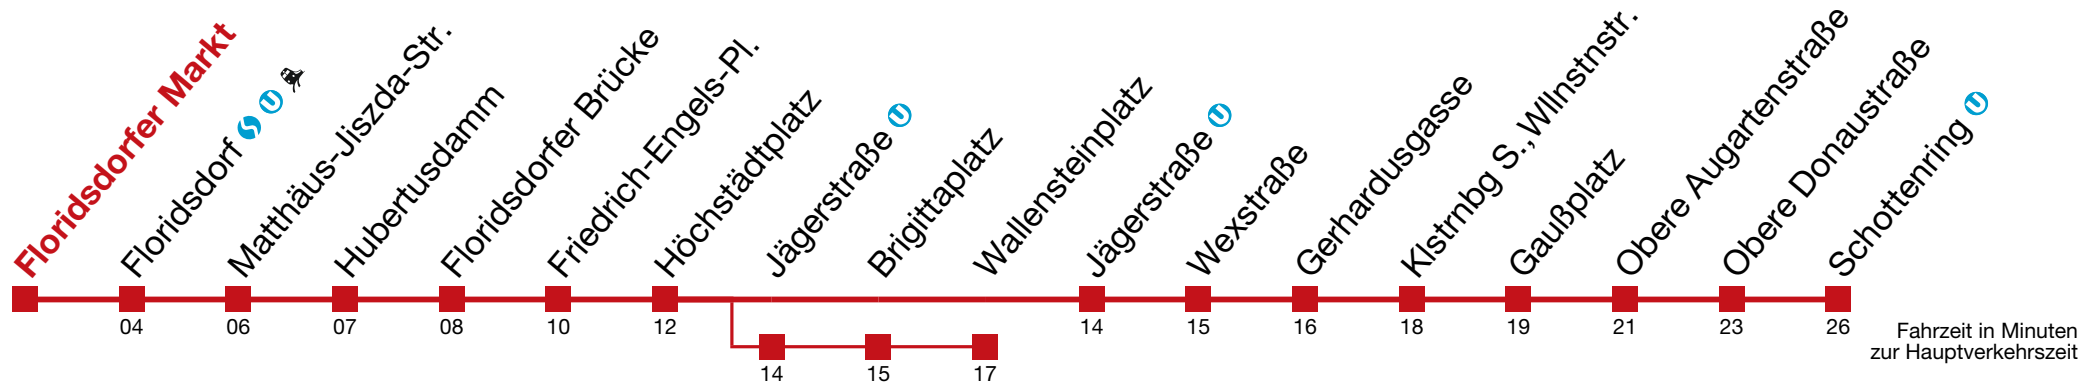 Floridsdorfer Markt
Floridsdorf
Matthäus-Jiszda-Str.
Hubertusdamm
Floridsdorfer Brücke
Friedrich-Engels-Pl.
Höchstädtplatz
Jägerstraße U
Brigittaplatz
Wallensteinplatz
Jägerstraße U
Wexstraße
Gerhardusgasse
Klstrnbg S.,Wllnstnstr.
Gaußplatz
Obere Augartenstraße
Obere Donaustraße
Schottenring U
04 06 07 08 10 12 14 15 16 18 19 21 23 26
14 15 17
Fahrzeit in Minuten
zur Hauptverkehrszeit